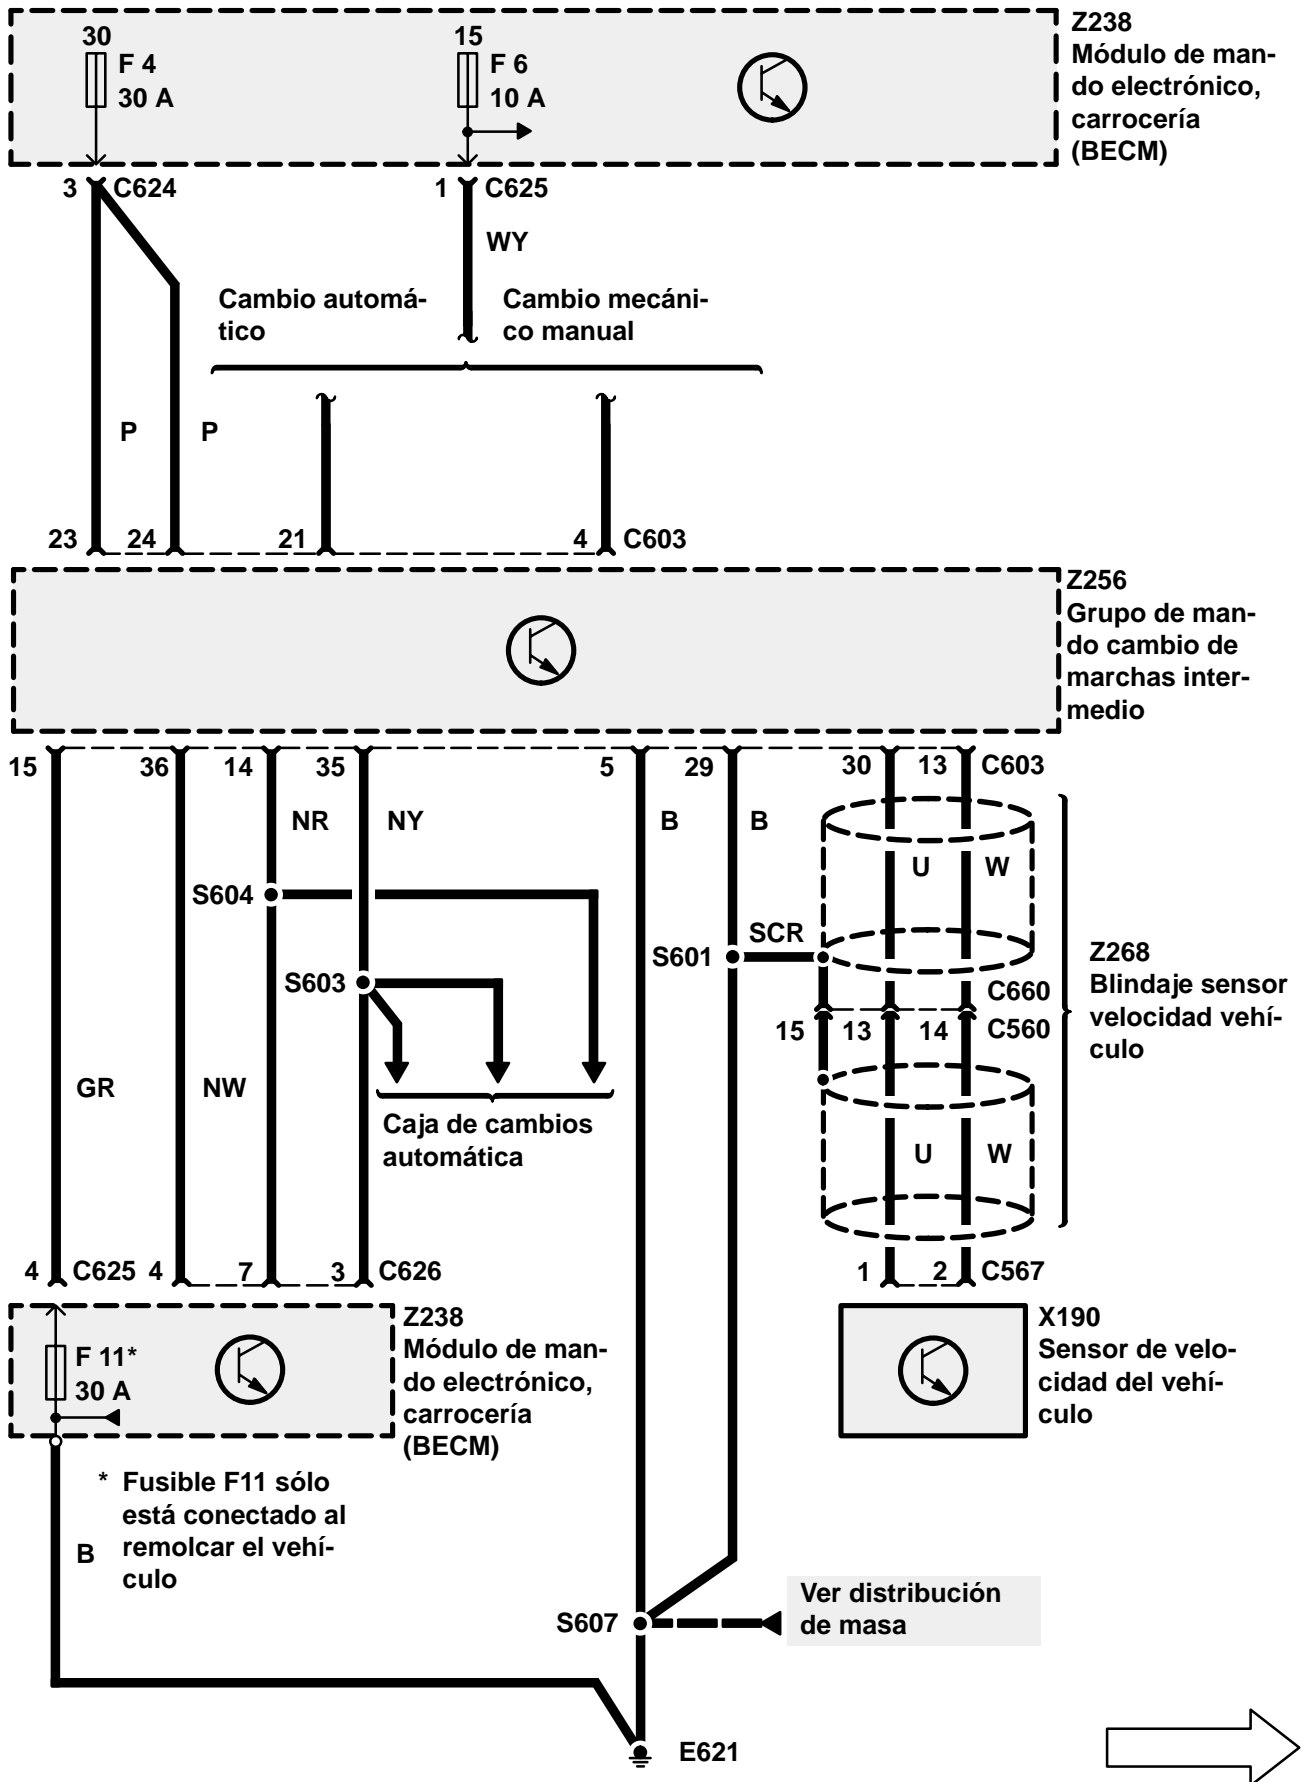 30
F 4
30 A
15
F 6
10 A
Z238
Módulo de man-
do electrónico,
carrocería
(BECM)
3 C624
1 C625
WY
Cambio automá-
tico
Cambio mecáni-
co manual
P P
23 24 21 4 C603
Z256
Grupo de man-
do cambio de
marchas inter-
medio
15 36 14 35 5 29 30 13 C603
NR NY B B
U W
S604
S601 SCR
S603
Z268
Blindaje sensor
velocidad vehí-
culo
C660
15 13 14 C560
GR NW
Caja de cambios
automática
U W
4 C625 4 7 3 C626
1 2 C567
F 11*
30 A
Z238
Módulo de man-
do electrónico,
carrocería
(BECM)
X190
Sensor de velo-
cidad del vehí-
culo
* Fusible F11 sólo
está conectado al
remolcar el vehí-
culo
B
Ver distribución
de masa
S607
E621